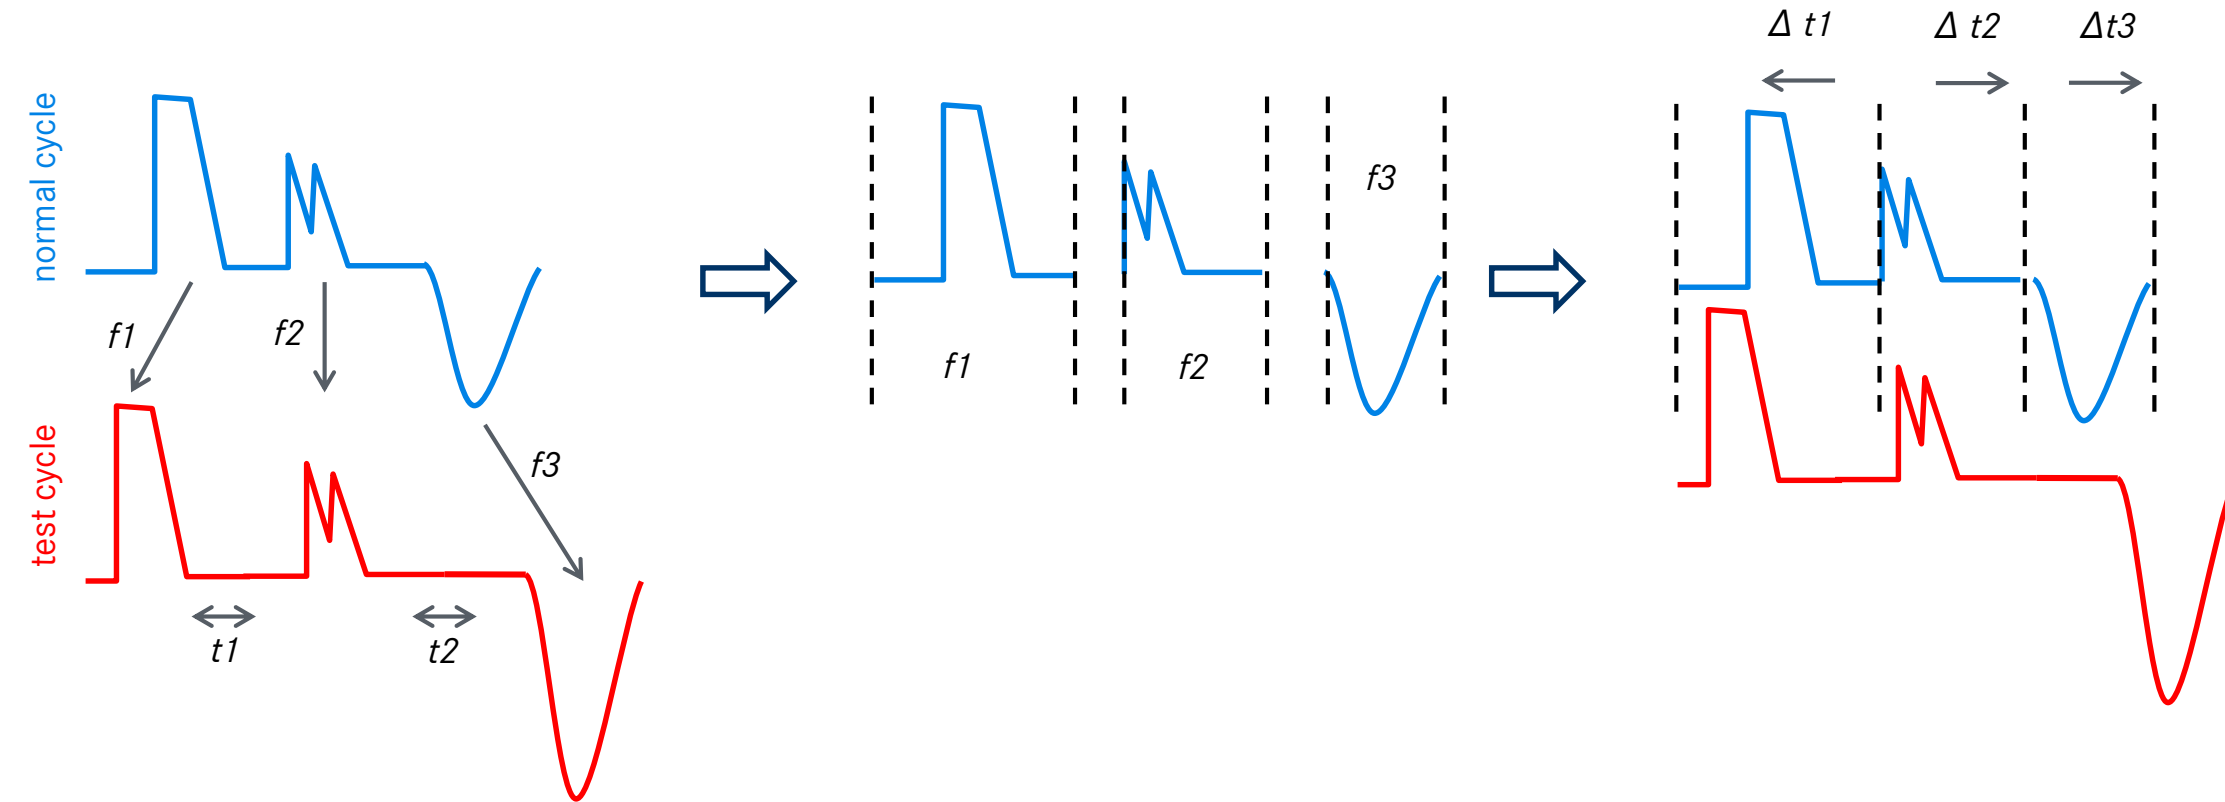 normal cycle
f1
f2
test cycle
f3
t1
t2
f1
f2
f3
Δ t1
Δ t2
Δt3